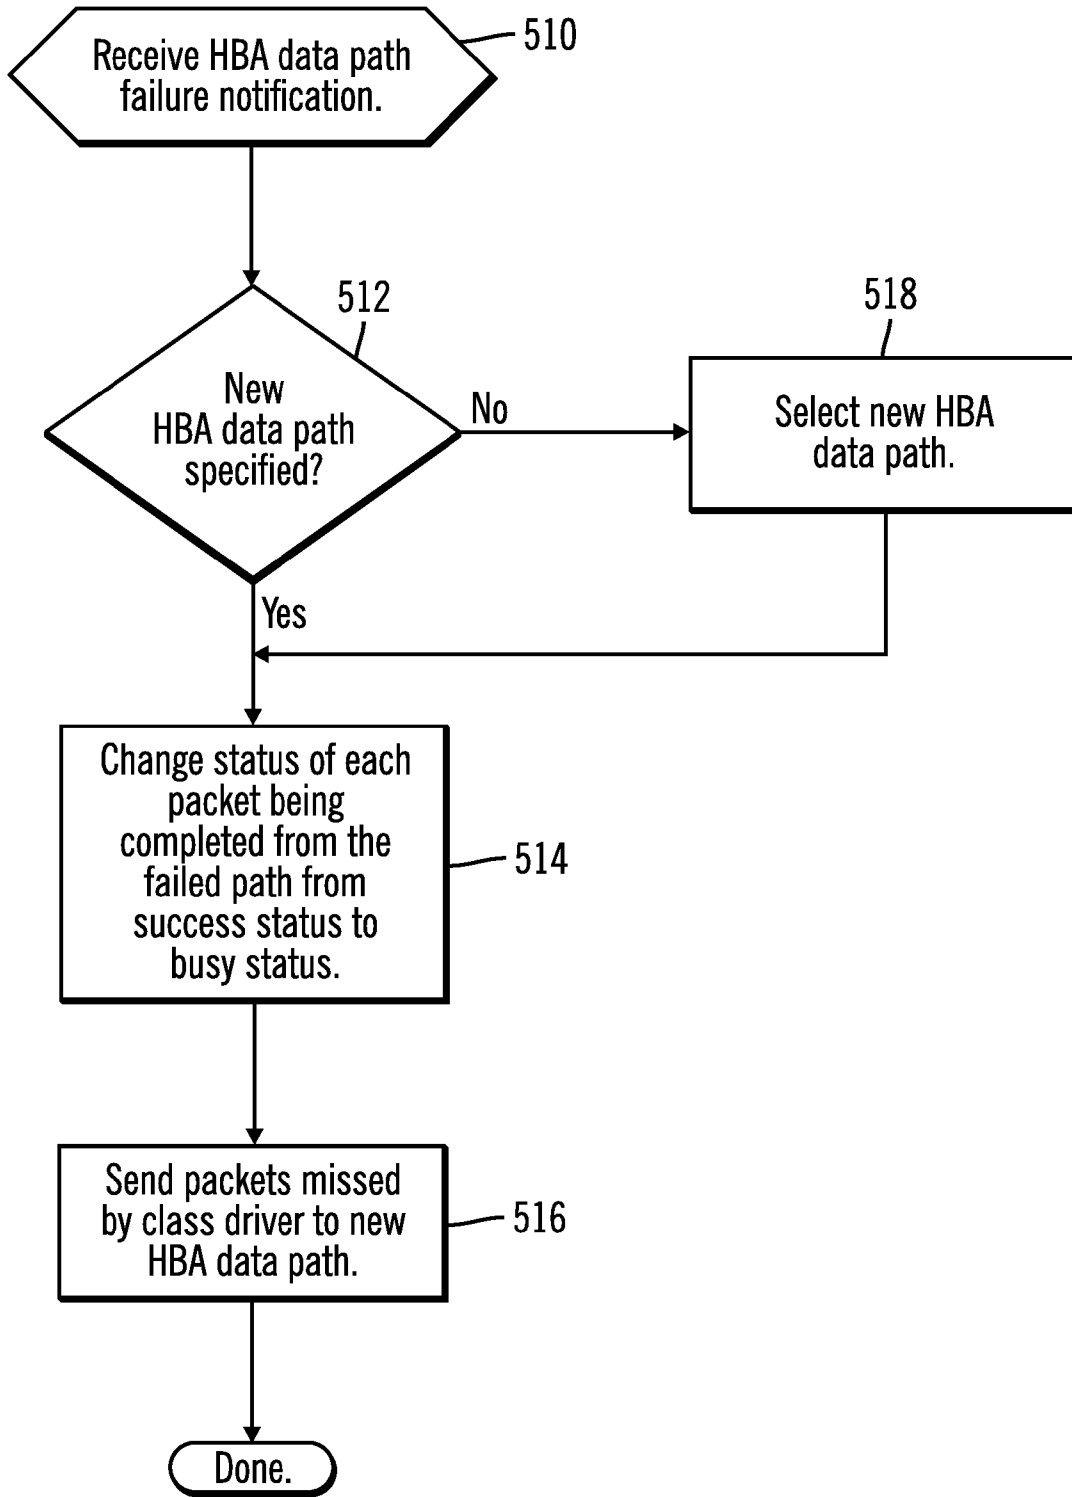 Receive HBA data path
failure notification.
510
512
New
HBA data path
specified?
No
518
Select new HBA
data path.
Yes
Change status of each
packet being
completed from the
failed path from
success status to
busy status.
514
Send packets missed
by class driver to new
HBA data path.
516
Done.